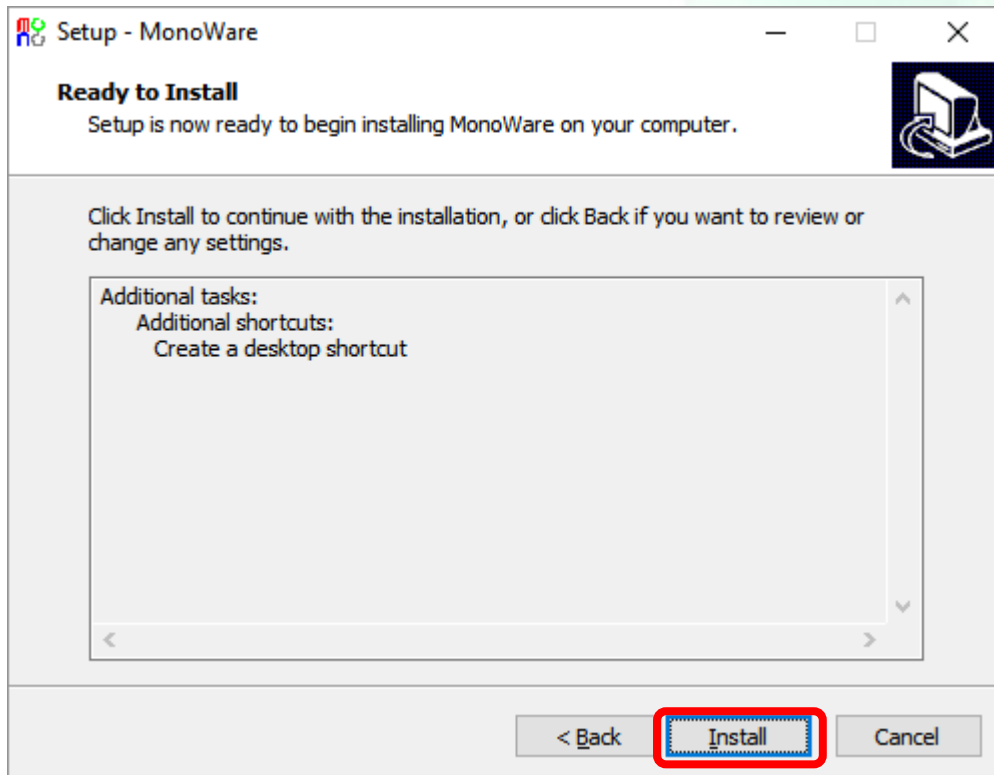 Setup - MonoWare
Ready to Install
Setup is now ready to begin installing MonoWare on your computer.
Click Install to continue with the installation, or click Back if you want to review or
change any settings.
Additional tasks:
Additional shortcuts:
Create a desktop shortcut
< Back
Install
Cancel